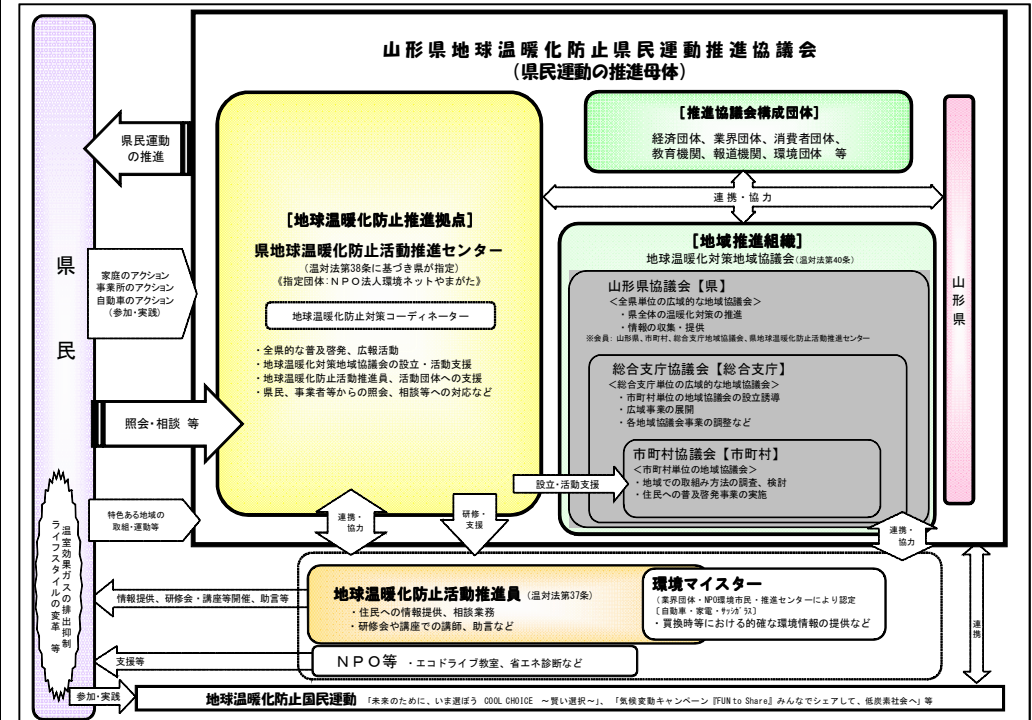 山形県地球温暖化防止県民運動推進協議会
(県民運動の推進母体)
県民
県民運動
の推進
家庭のアクション
事業所のアクション
自動車のアクション
(参加・実践)
照会・相談 等
特色ある地域の
取組・運動等
温室効果ガスの排出抑制
ライフスタイルの変革 等
[地球温暖化防止推進拠点]
県地球温暖化防止活動推進センター
(温対法第38条に基づき県が指定)
《指定団体:NPO法人環境ネットやまがた》
地球温暖化防止対策コーディネーター
・全県的な普及啓発、広報活動
・地球温暖化対策地域協議会の設立・活動支援
・地球温暖化防止活動推進員、活動団体への支援
・県民、事業者等からの照会、相談等への対応など
[推進協議会構成団体]
経済団体、業界団体、消費者団体、
教育機関、報道機関、環境団体 等
連携・協力
山形県
[地域推進組織]
地球温暖化対策地域協議会(温対法第40条)
山形県協議会【県】
<全県単位の広域的な地域協議会>
・県全体の温暖化対策の推進
・情報の収集・提供
※会員:山形県、市町村、総合支庁地域協議会、県地球温暖化防止活動推進センター
総合支庁協議会【総合支庁】
<総合支庁単位の広域的な地域協議会>
・市町村単位の地域協議会の設立誘導
・広域事業の展開
・各地域協議会事業の調整など
市町村協議会【市町村】
<市町村単位の地域協議会>
・地域での取組み方法の調査、検討
・住民への普及啓発事業の実施
設立・活動支援
連携・
協力
研修・
支援
連携・
協力
連携
情報提供、研修会・講座等開催、助言等
地球温暖化防止活動推進員(温対法第37条)
・住民への情報提供、相談業務
・研修会や講座での講師、助言など
環境マイスター
(業界団体・NPO環境市民・推進センターにより認定
[自動車・家電・サッシガラス]
・買換時等における的確な環境情報の提供など
支援等
NPO等 ・エコドライブ教室、省エネ診断など
参加・実践
地球温暖化防止国民運動 「未来のために、いま選ぼう COOL CHOICE ~賢い選択~」、「気候変動キャンペーン『FUN to Share』みんなでシェアして、低炭素社会へ」等